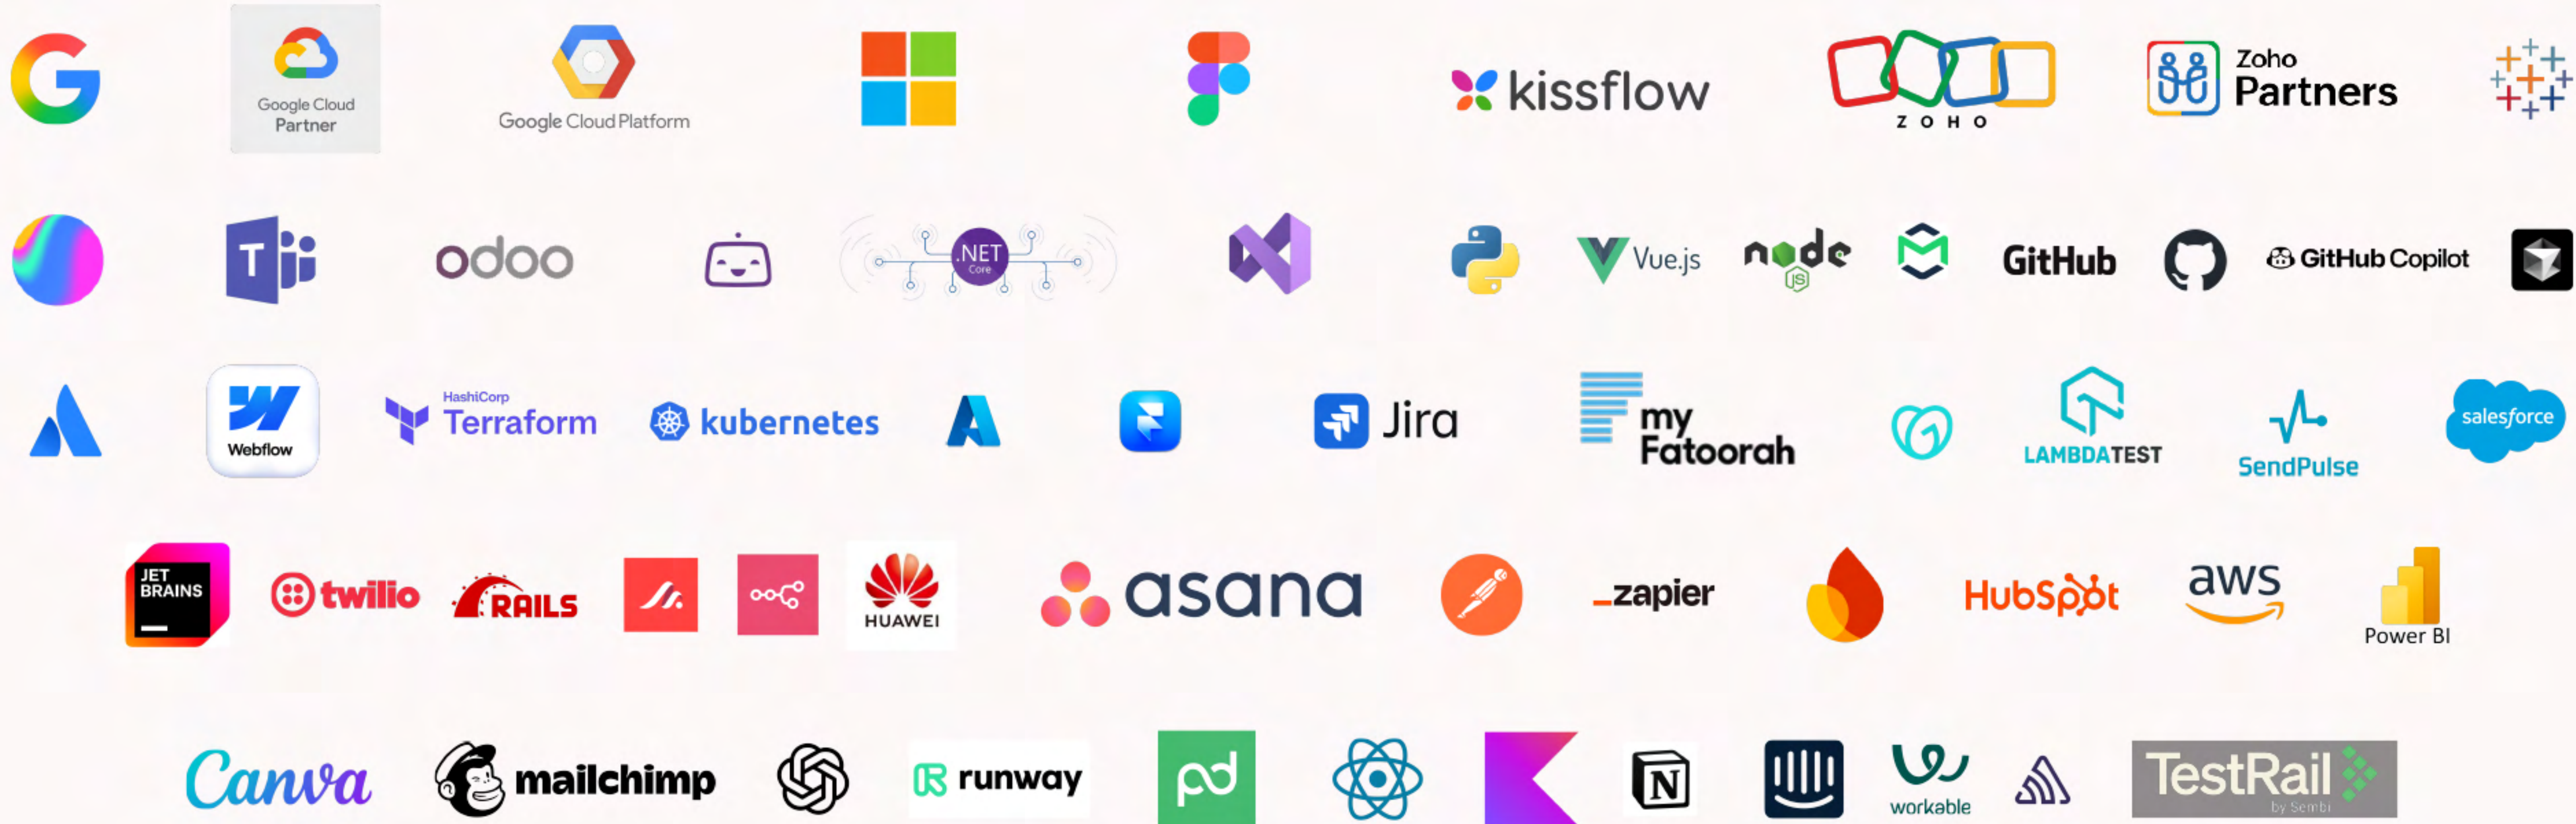 Google Cloud
Partner
Google Cloud Platform
kissflow
ZOHO
Zoho
Partners
T
odoo
.NET
Core
Vue.js
node
JS
GitHub
GitHub Copilot
Webflow
HashiCorp
Terraform
kubernetes
Jira
my
Fatoorah
LAMBDATEST
SendPulse
salesforce
JET
BRAINS
twilio
RAILS
HUAWEI
asana
_zapier
HubSpot
aws
Power BI
Canva
mailchimp
runway
pd
N
workable
TestRail
by Sembi